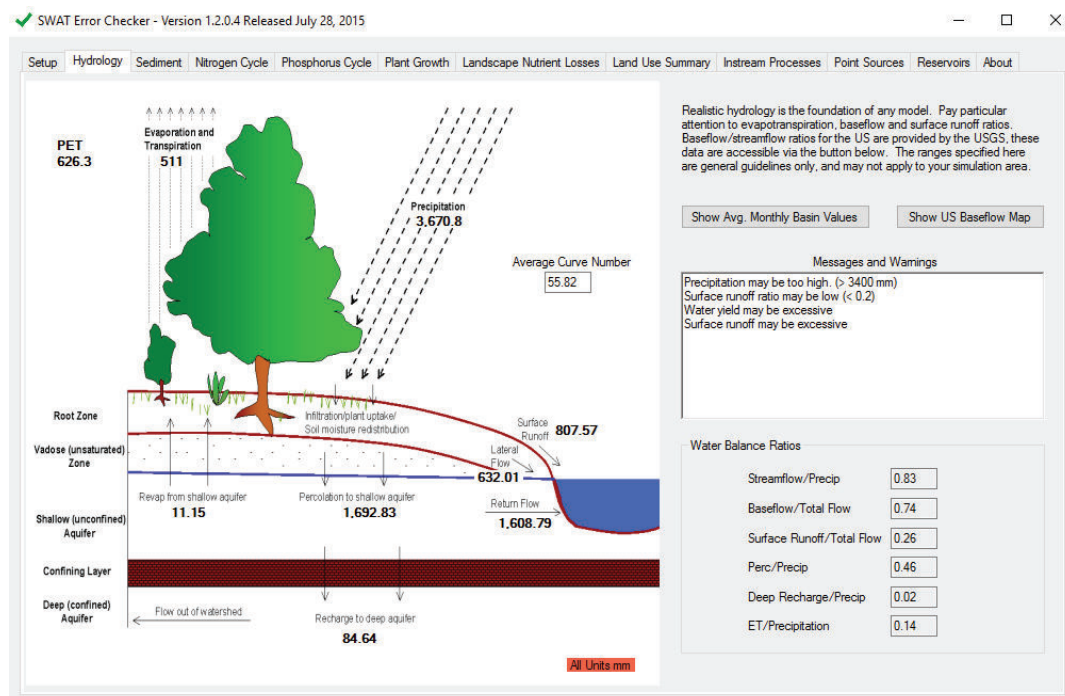 SWAT Error Checker - Version 1.2.0.4 Released July 28, 2015
Setup Hydrology Sediment Nitrogen Cycle Phosphorus Cycle Plant Growth Landscape Nutrient Losses Land Use Summary Instream Processes Point Sources Reservoirs About
PET
626.3
Evaporation and
Transpiration
511
Precipitation
3,670.8
Average Curve Number
55.82
Root Zone
Infiltration/plant uptake/
Soil moisture redistribution
Surface
Runoff
807.57
Vadose (unsaturated)
Zone
Lateral
Flow
632.01
Revap from shallow aquifer
11.15
Percolation to shallow aquifer
1,692.83
Return Flow
1,608.79
Shallow (unconfined)
Aquifer
Confining Layer
Deep (confined)
Aquifer
Flow out of watershed
Recharge to deep aquifer
84.64
All Units mm
Realistic hydrology is the foundation of any model. Pay particular
attention to evapotranspiration, baseflow and surface runoff ratios.
Baseflow/streamflow ratios for the US are provided by the USGS, these
data are accessible via the button below. The ranges specified here
are general guidelines only, and may not apply to your simulation area.
Show Avg. Monthly Basin Values
Show US Baseflow Map
Messages and Warnings
Precipitation may be too high. (> 3400 mm)
Surface runoff ratio may be low (< 0.2)
Water yield may be excessive
Surface runoff may be excessive
Water Balance Ratios
Streamflow/Precip 0.83
Baseflow/Total Flow 0.74
Surface Runoff/Total Flow 0.26
Perc/Precip 0.46
Deep Recharge/Precip 0.02
ET/Precipitation 0.14